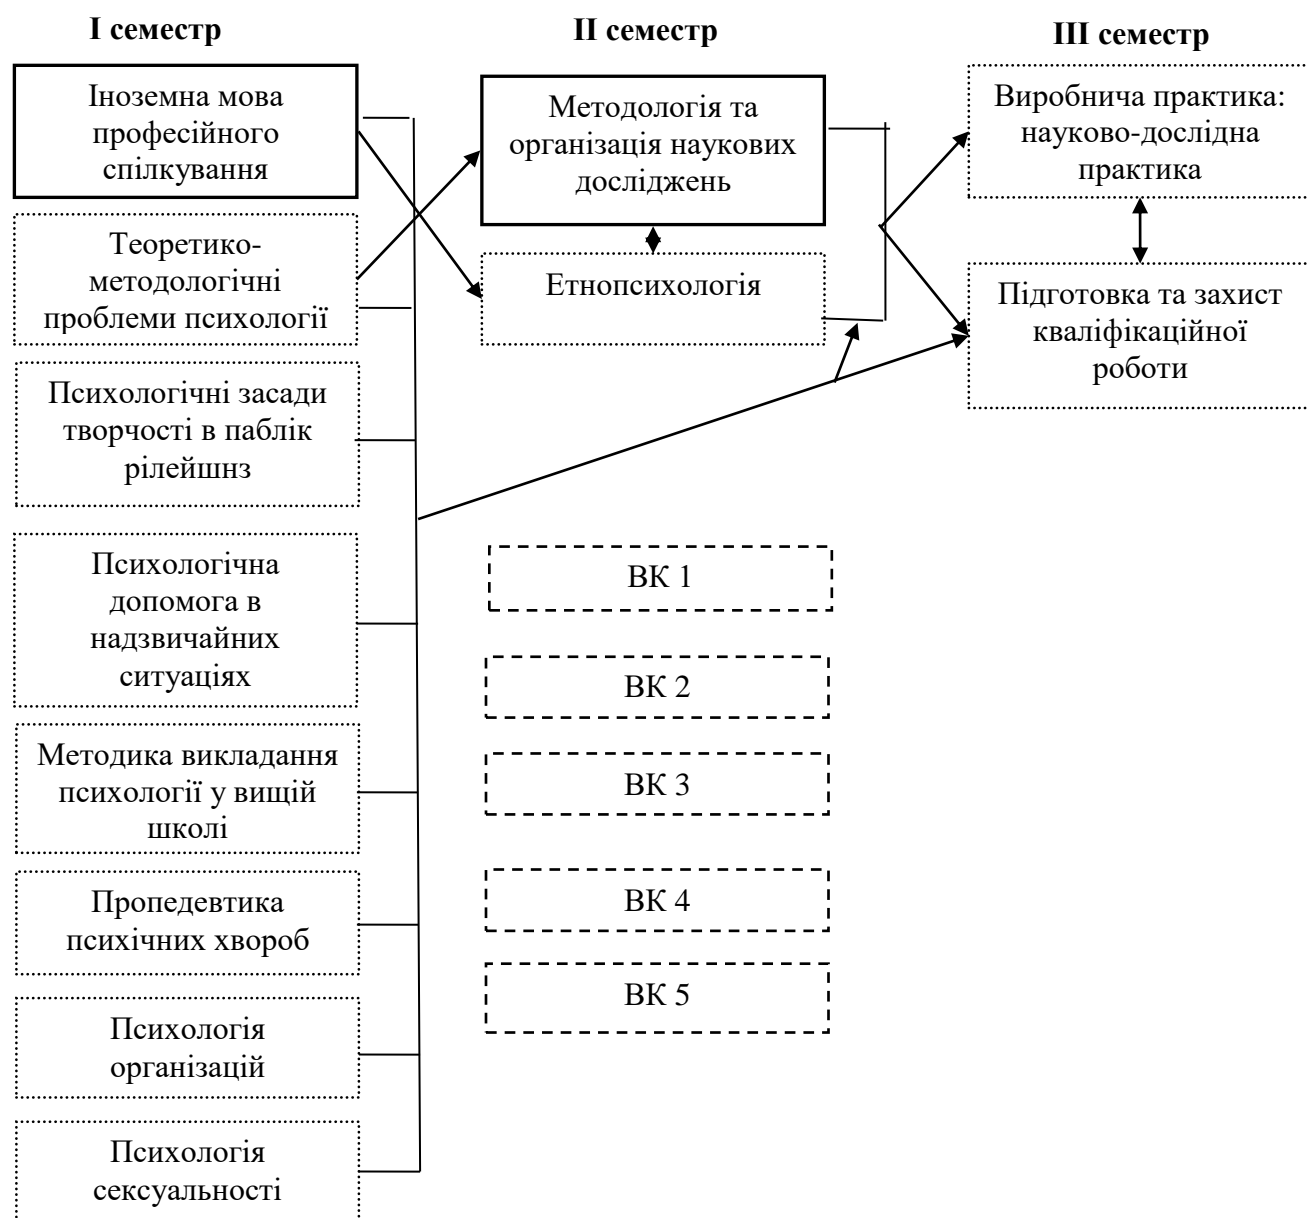 I семестр
Іноземна мова
професійного
спілкування
Теоретико-
методологічні
проблеми психології
Психологічні засади
творчості в паблік
рілейшнз
Психологічна
допомога в
надзвичайних
ситуаціях
Методика викладання
психології у вищій
школі
Пропедевтика
психічних хвороб
Психологія
організацій
Психологія
сексуальності
II семестр
Методологія та
організація наукових
досліджень
Етнопсихологія
ВК 1
ВК 2
ВК 3
ВК 4
ВК 5
III семестр
Виробнича практика:
науково-дослідна
практика
Підготовка та захист
кваліфікаційної
роботи